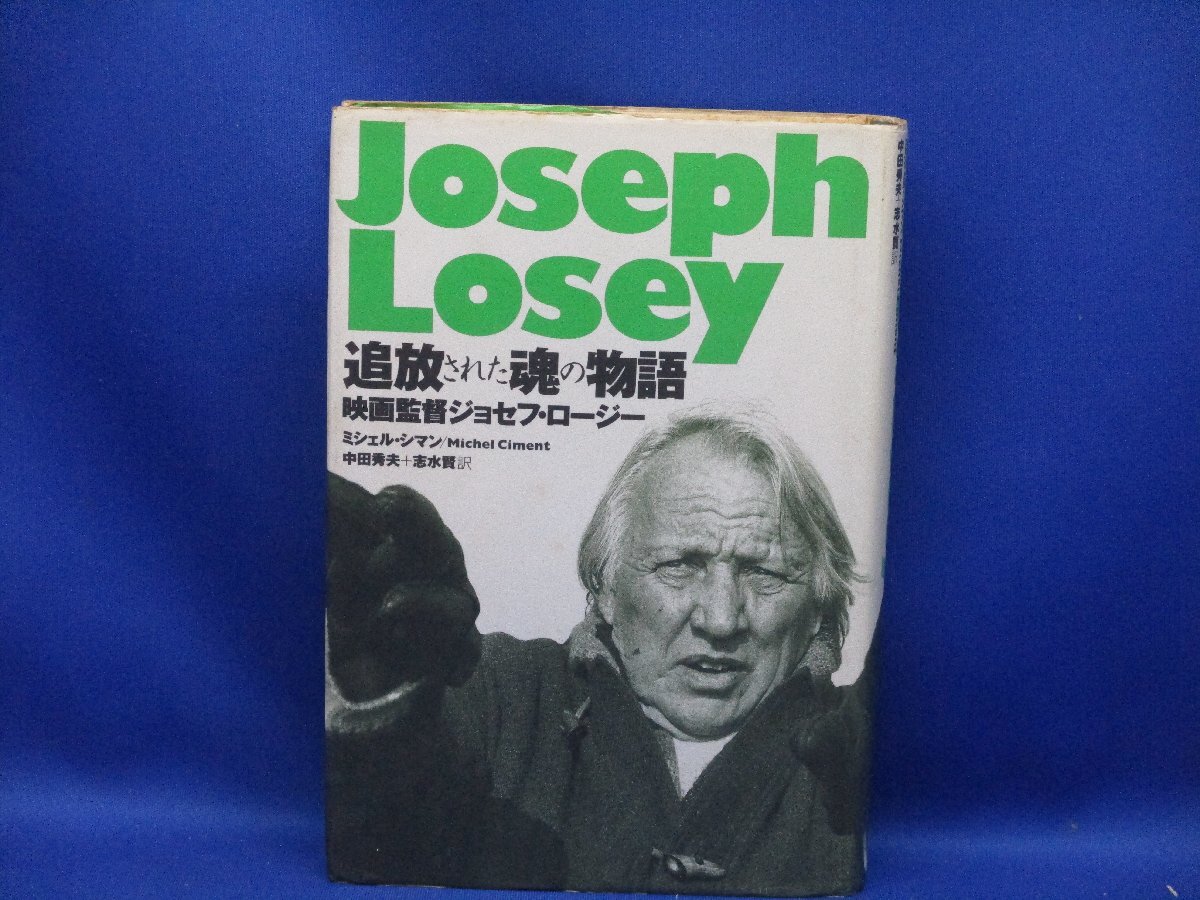 Joseph
Losey
追放された魂の物語
映画監督ジョセフ・ロージー
ミシェル・シマン/Michel Ciment
中田秀夫+志水賢訳